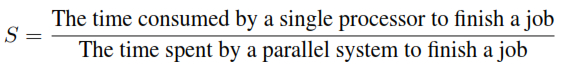 S = The time consumed by a single processor to finish a job
The time spent by a parallel system to finish a job